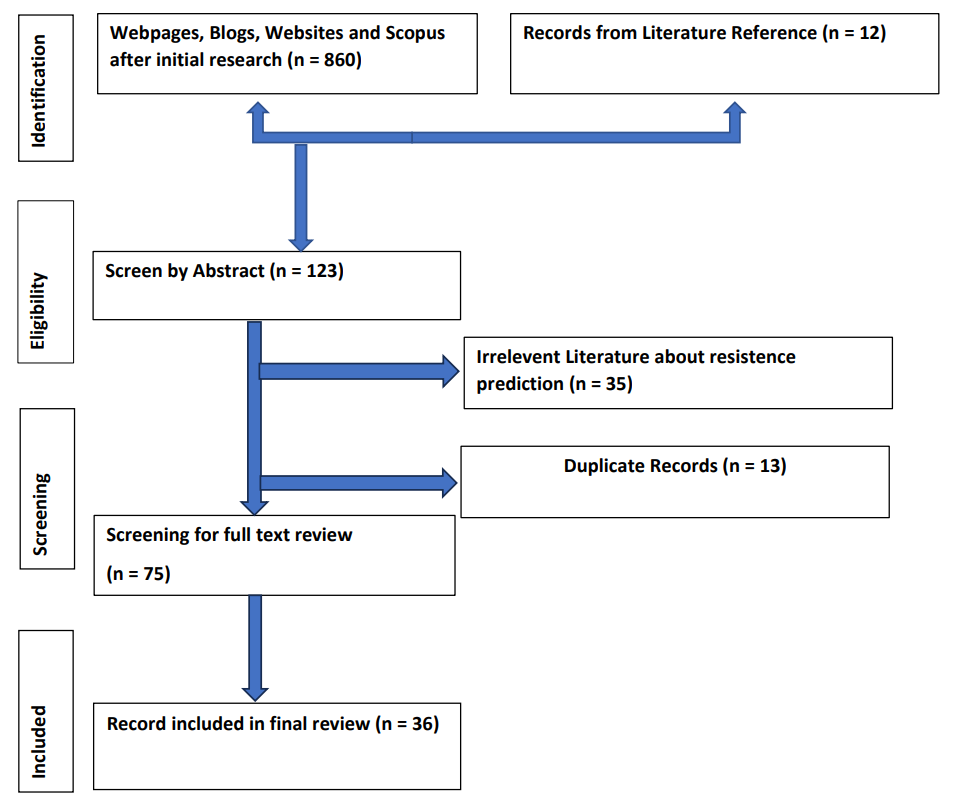 Identification
Webpages, Blogs, Websites and Scopus
after initial research (n = 860)
Records from Literature Reference (n = 12)
Eligibility
Screen by Abstract (n = 123)
Irrelevent Literature about resistence
prediction (n = 35)
Screening
Duplicate Records (n = 13)
Screening for full text review
(n = 75)
Included
Record included in final review (n = 36)